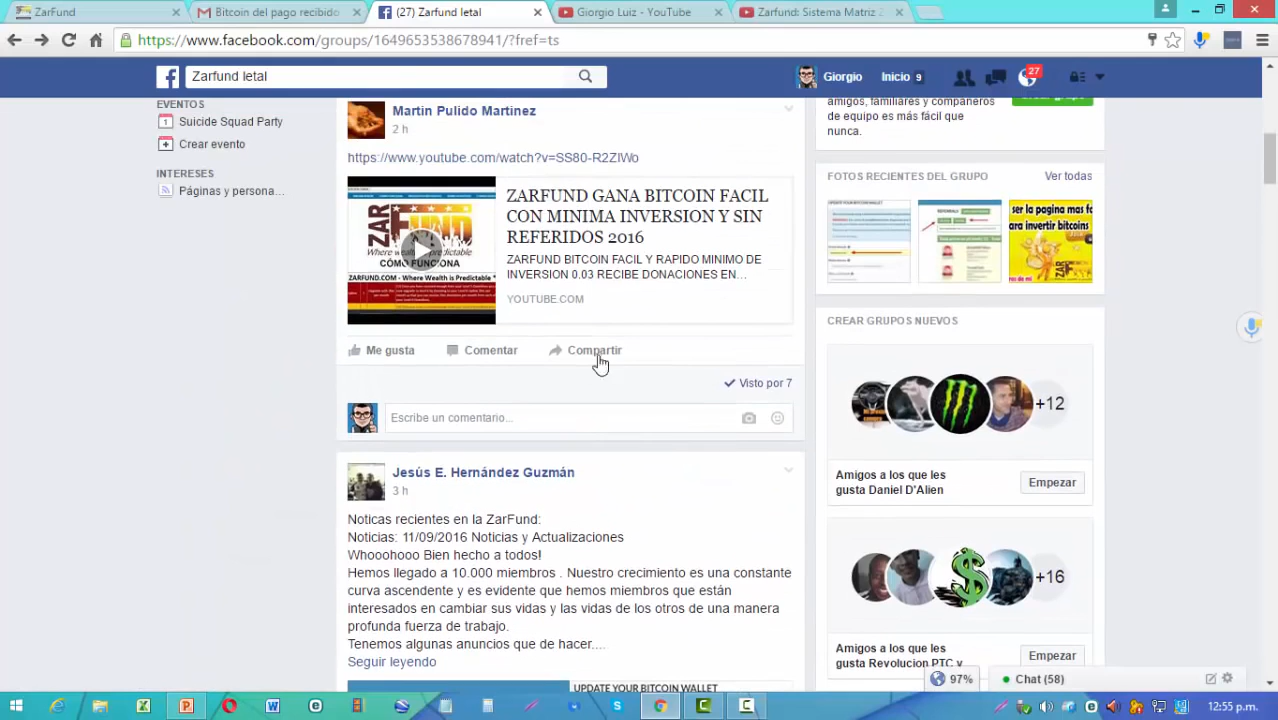 ZarFund
Bitcoin del pago recibido
(27) Zarfund letal
Giorgio Luiz - YouTube
Zarfund: Sistema Matriz 2
https://www.facebook.com/groups/1649653538678941/?fref=ts
Zarfund letal
Giorgio
Inicio 9
27
EVENTOS
1 Suicide Squad Party
Crear evento
INTERESES
Páginas y persona...
Martin Pulido Martinez
2 h
https://www.youtube.com/watch?v=SS80-R2ZIWo
ZAR FUND
Where wealth is predictable
CÓMO FUNCIONA
ZARFUND.COM - Where Wealth is Predictable
ZARFUND GANA BITCOIN FACIL
CON MINIMA INVERSION Y SIN
REFERIDOS 2016
ZARFUND BITCOIN FACIL Y RAPIDO MINIMO DE
INVERSION 0.03 RECIBE DONACIONES EN...
YOUTUBE.COM
Me gusta
Comentar
Compartir
Visto por 7
Escribe un comentario...
Jesús E. Hernández Guzmán
3 h
Noticas recientes en la ZarFund:
Noticias: 11/09/2016 Noticias y Actualizaciones
Whooohooo Bien hecho a todos!
Hemos llegado a 10.000 miembros . Nuestro crecimiento es una constante
curva ascendente y es evidente que hemos miembros que están
interesados en cambiar sus vidas y las vidas de los otros de una manera
profunda fuerza de trabajo.
Tenemos algunas anuncios que de hacer....
Seguir leyendo
UPDATE YOUR BITCOIN WALLET
amigos, familiares y compañeros
de equipo es más fácil que
nunca.
FOTOS RECIENTES DEL GRUPO
Ver todas
ser la pagina mas fa
ara invertir bitcoins
CREAR GRUPOS NUEVOS
+12
Amigos a los que les
gusta Daniel D'Alien
Empezar
+16
Amigos a los que les
gusta Revolucion PTC y
Empezar
97%
Chat (58)
12:55 p.m.